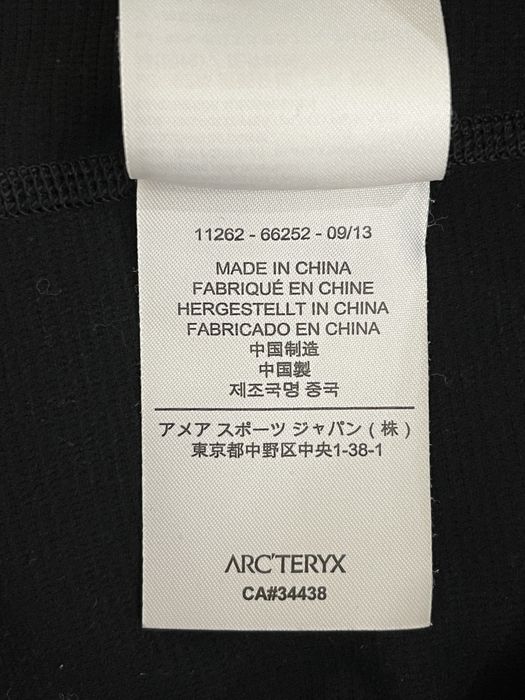 11262 - 66252 - 09/13
MADE IN CHINA
FABRIQUÉ EN CHINE
HERGESTELLT IN CHINA
FABRICADO EN CHINA
中国制造
中国製
제조국명 중국
アメア スポーツ ジャパン ( 株 )
東京都中野区中央1-38-1
ARC'TERYX
CA#34438